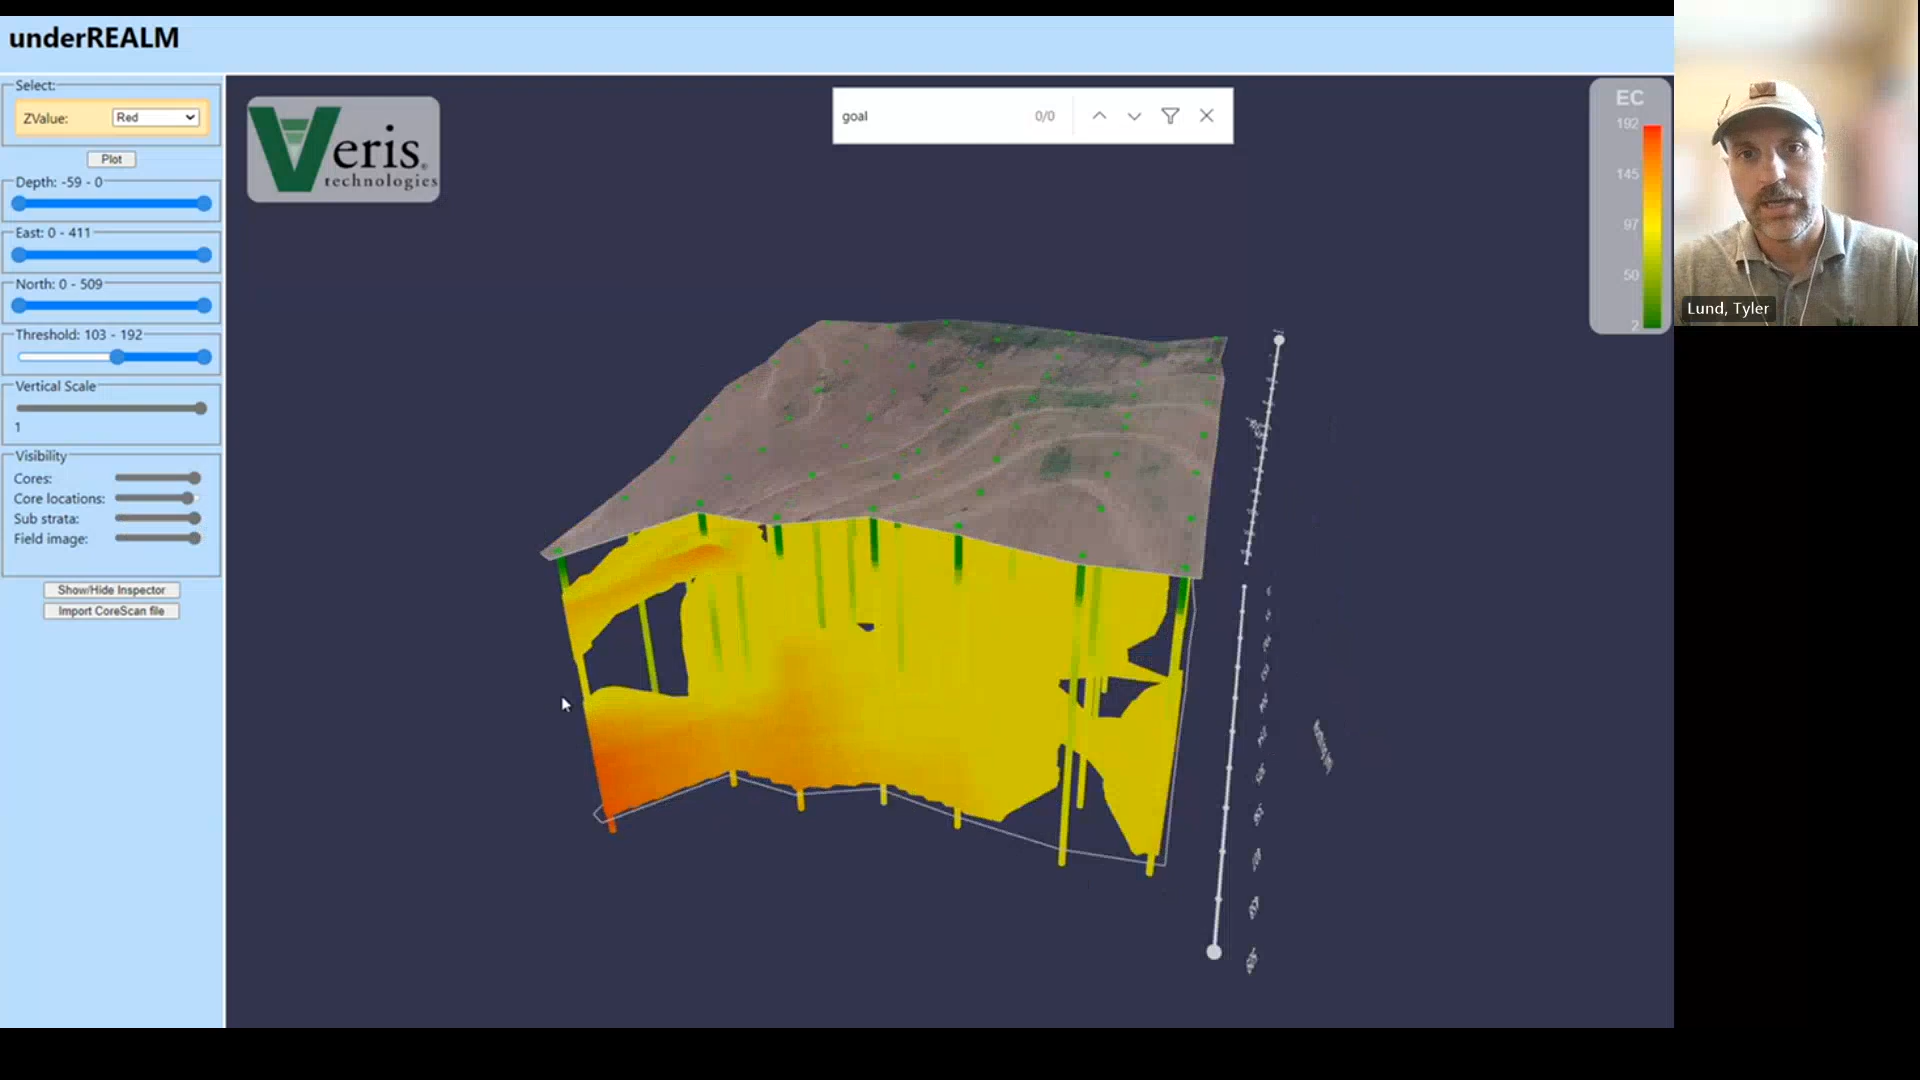 underREALM
Select:
ZValue: Red
Plot
Depth: -59 - 0
East: 0 - 411
North: 0 - 509
Threshold: 103 - 192
Vertical Scale
1
Visibility
Cores:
Core locations:
Sub strata:
Field image:
Show/Hide Inspector
Import CoreScan file
Veris®
technologies
goal 0/0
EC
192
145
97
50
2
Lund, Tyler